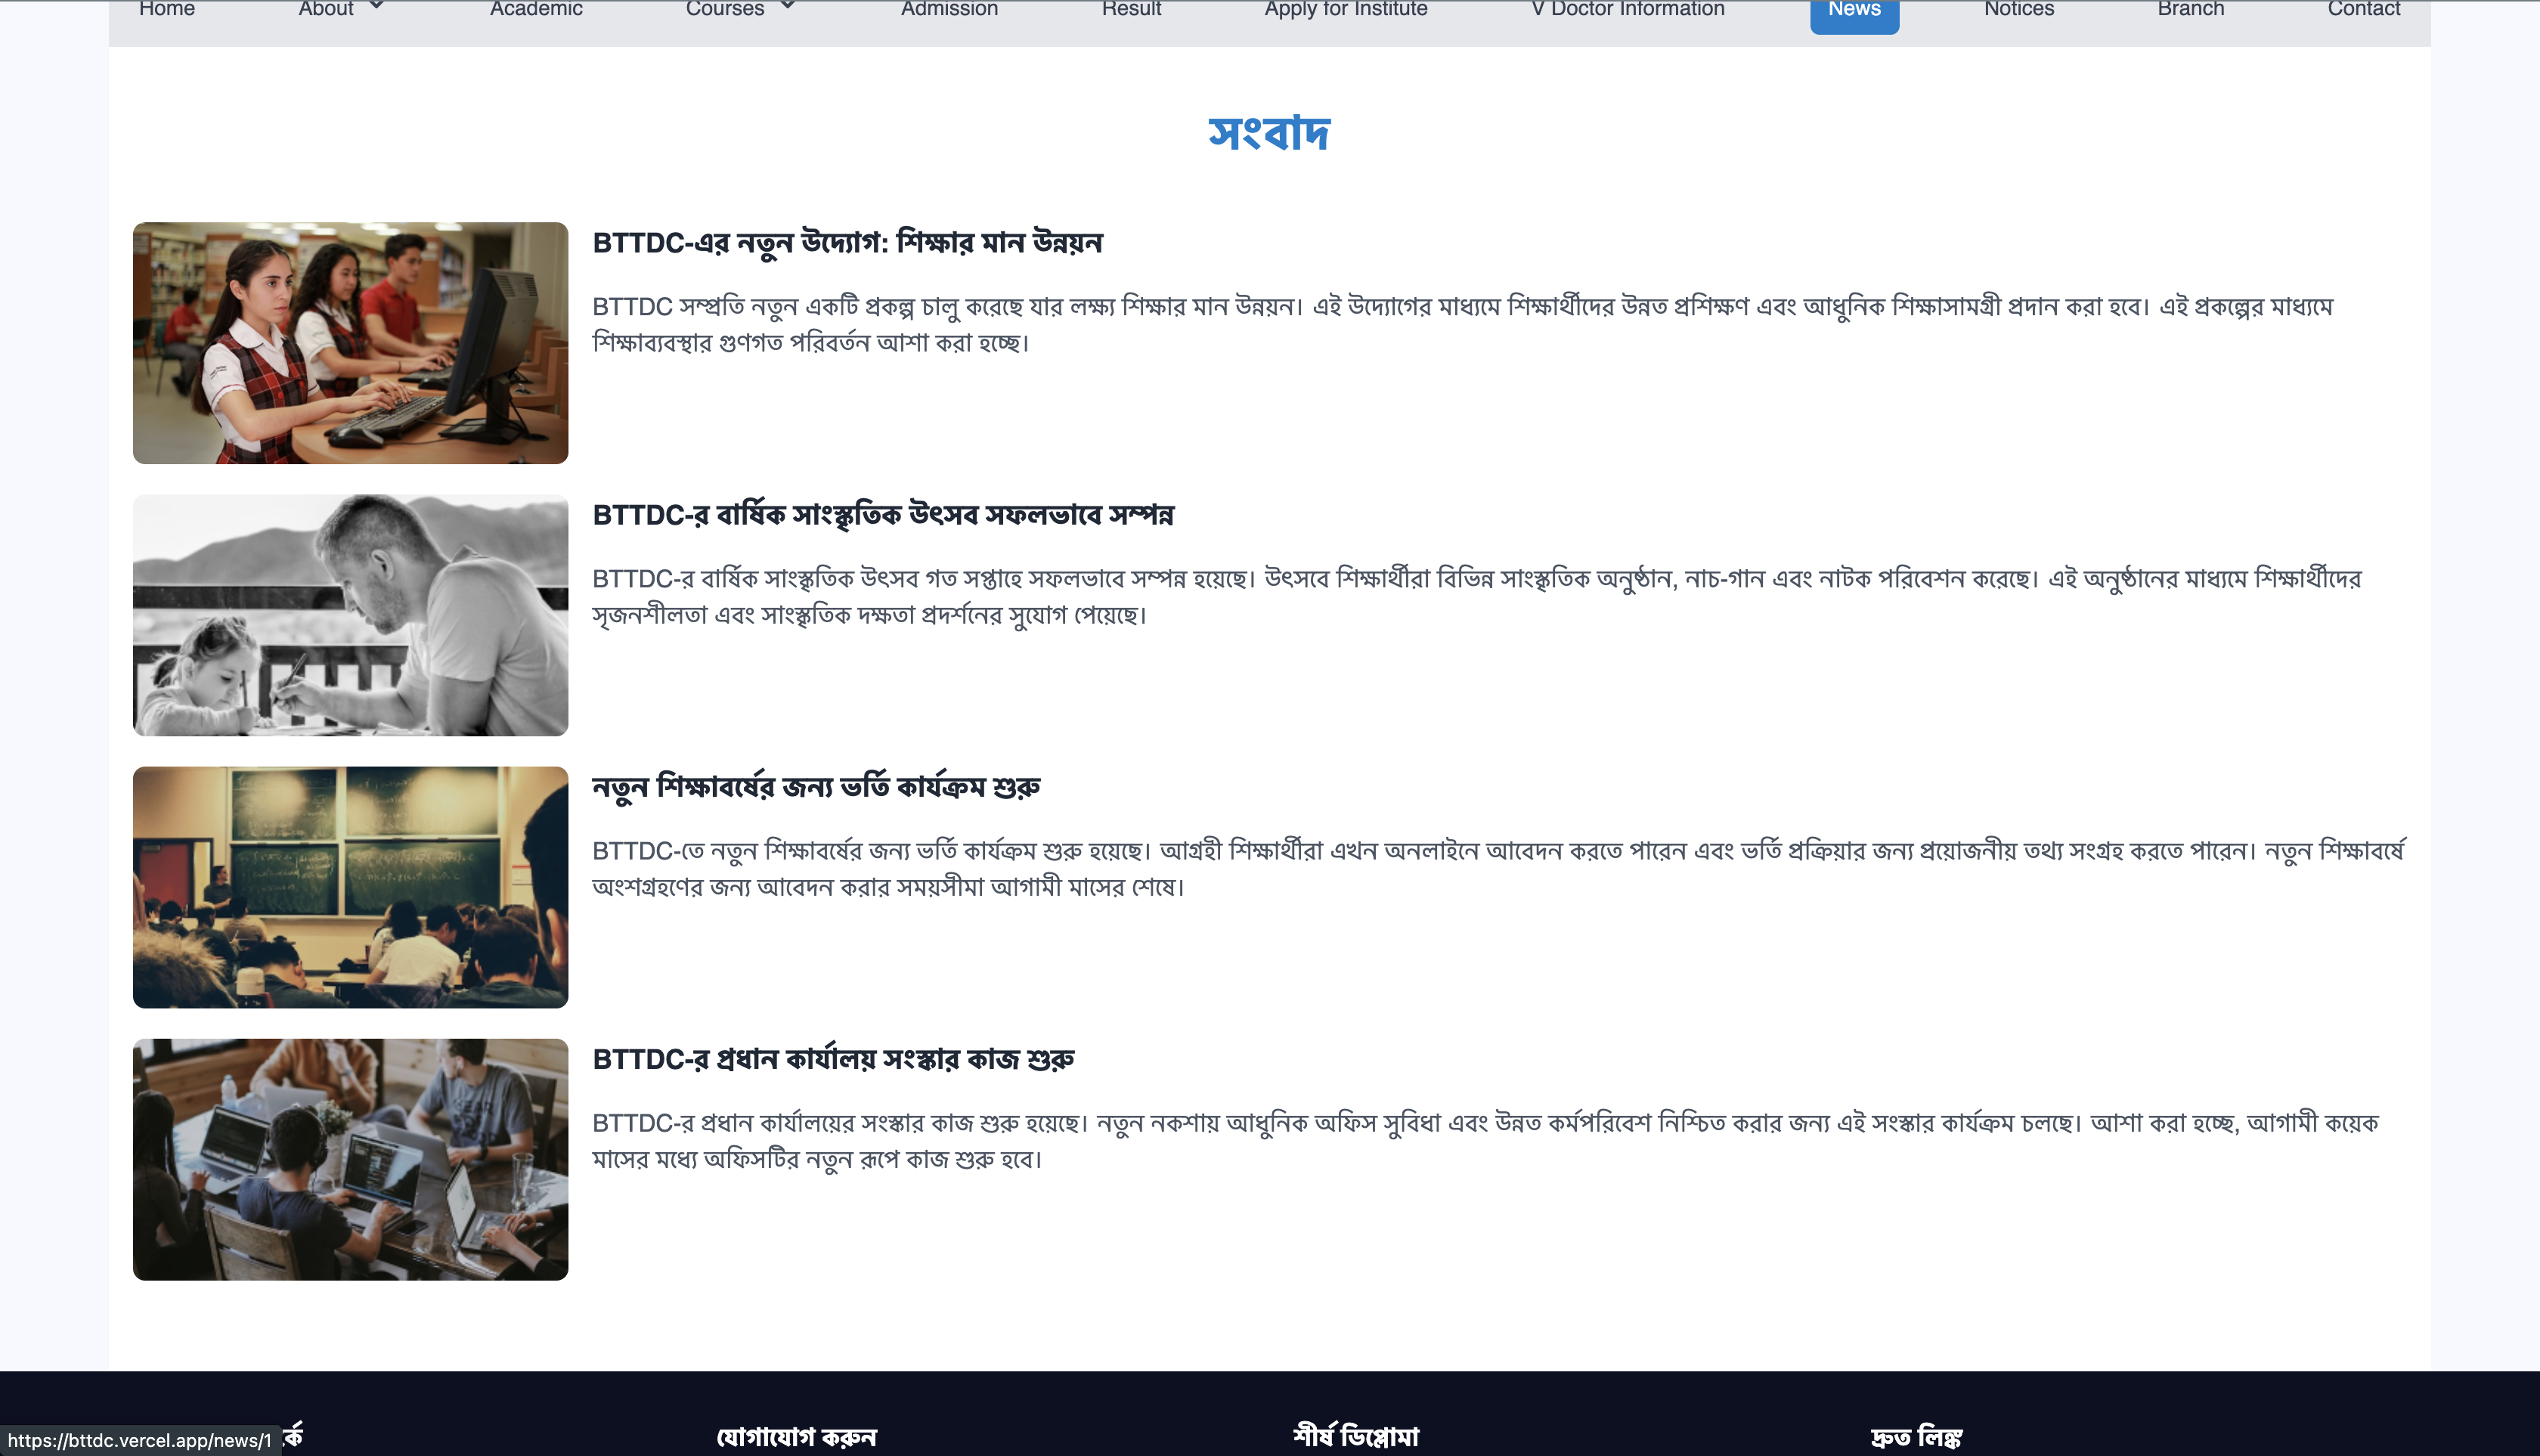 Home About Academic Courses Admission Result Apply for Institute V Doctor Information News Notices Branch Contact
সংবাদ
BTTDC-এর নতুন উদ্যোগ: শিক্ষার মান উন্নয়ন
BTTDC সম্প্রতি নতুন একটি প্রকল্প চালু করেছে যার লক্ষ্য শিক্ষার মান উন্নয়ন। এই উদ্যোগের মাধ্যমে শিক্ষার্থীদের উন্নত প্রশিক্ষণ এবং আধুনিক শিক্ষাসামগ্রী প্রদান করা হবে। এই প্রকল্পের মাধ্যমে
শিক্ষাব্যবস্থার গুণগত পরিবর্তন আশা করা হচ্ছে।
BTTDC-র বার্ষিক সাংস্কৃতিক উৎসব সফলভাবে সম্পন্ন
BTTDC-র বার্ষিক সাংস্কৃতিক উৎসব গত সপ্তাহে সফলভাবে সম্পন্ন হয়েছে। উৎসবে শিক্ষার্থীরা বিভিন্ন সাংস্কৃতিক অনুষ্ঠান, নাচ-গান এবং নাটক পরিবেশন করেছে। এই অনুষ্ঠানের মাধ্যমে শিক্ষার্থীদের
সৃজনশীলতা এবং সাংস্কৃতিক দক্ষতা প্রদর্শনের সুযোগ পেয়েছে।
নতুন শিক্ষাবর্ষের জন্য ভর্তি কার্যক্রম শুরু
BTTDC-তে নতুন শিক্ষাবর্ষের জন্য ভর্তি কার্যক্রম শুরু হয়েছে। আগ্রহী শিক্ষার্থীরা এখন অনলাইনে আবেদন করতে পারেন এবং ভর্তি প্রক্রিয়ার জন্য প্রয়োজনীয় তথ্য সংগ্রহ করতে পারেন। নতুন শিক্ষাবর্ষে
অংশগ্রহণের জন্য আবেদন করার সময়সীমা আগামী মাসের শেষে।
BTTDC-র প্রধান কার্যালয় সংস্কার কাজ শুরু
BTTDC-র প্রধান কার্যালয়ের সংস্কার কাজ শুরু হয়েছে। নতুন নকশায় আধুনিক অফিস সুবিধা এবং উন্নত কর্মপরিবেশ নিশ্চিত করার জন্য এই সংস্কার কার্যক্রম চলছে। আশা করা হচ্ছে, আগামী কয়েক
মাসের মধ্যে অফিসটির নতুন রূপে কাজ শুরু হবে।
যোগাযোগ করুন শীর্ষ ডিপ্লোমা দ্রুত লিঙ্ক
https://bttdc.vercel.app/news/1